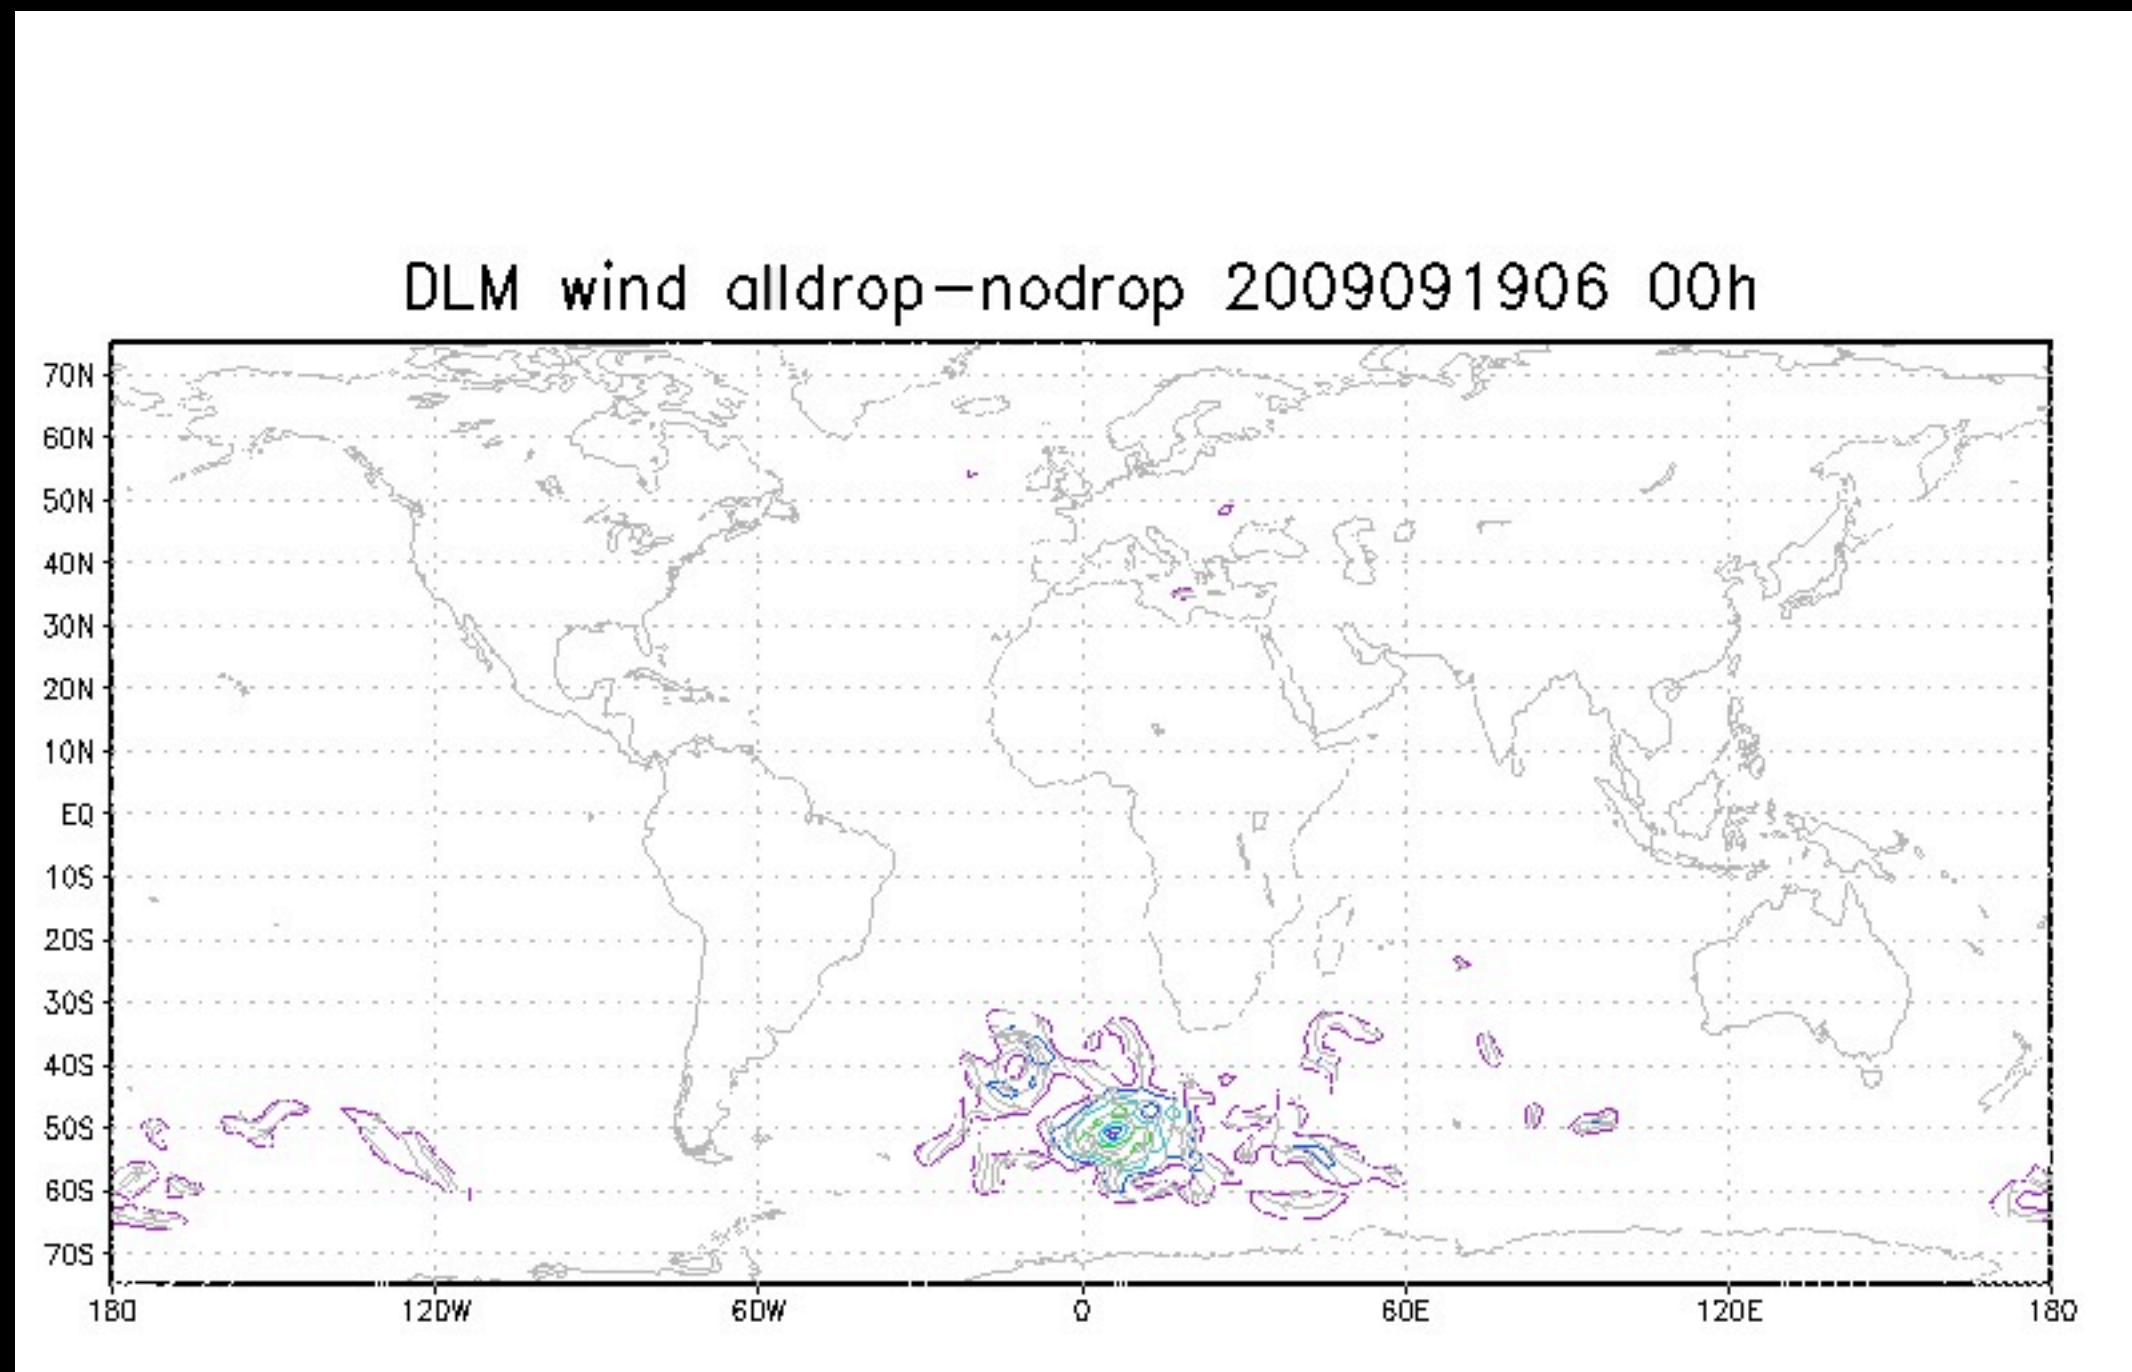 DLM wind alldrop-nodrop 2009091906 00h
70N
60N
50N
40N
30N
20N
10N
EQ
10S
20S
30S
40S
50S
60S
70S
180 120W 60W 0 60E 120E 180